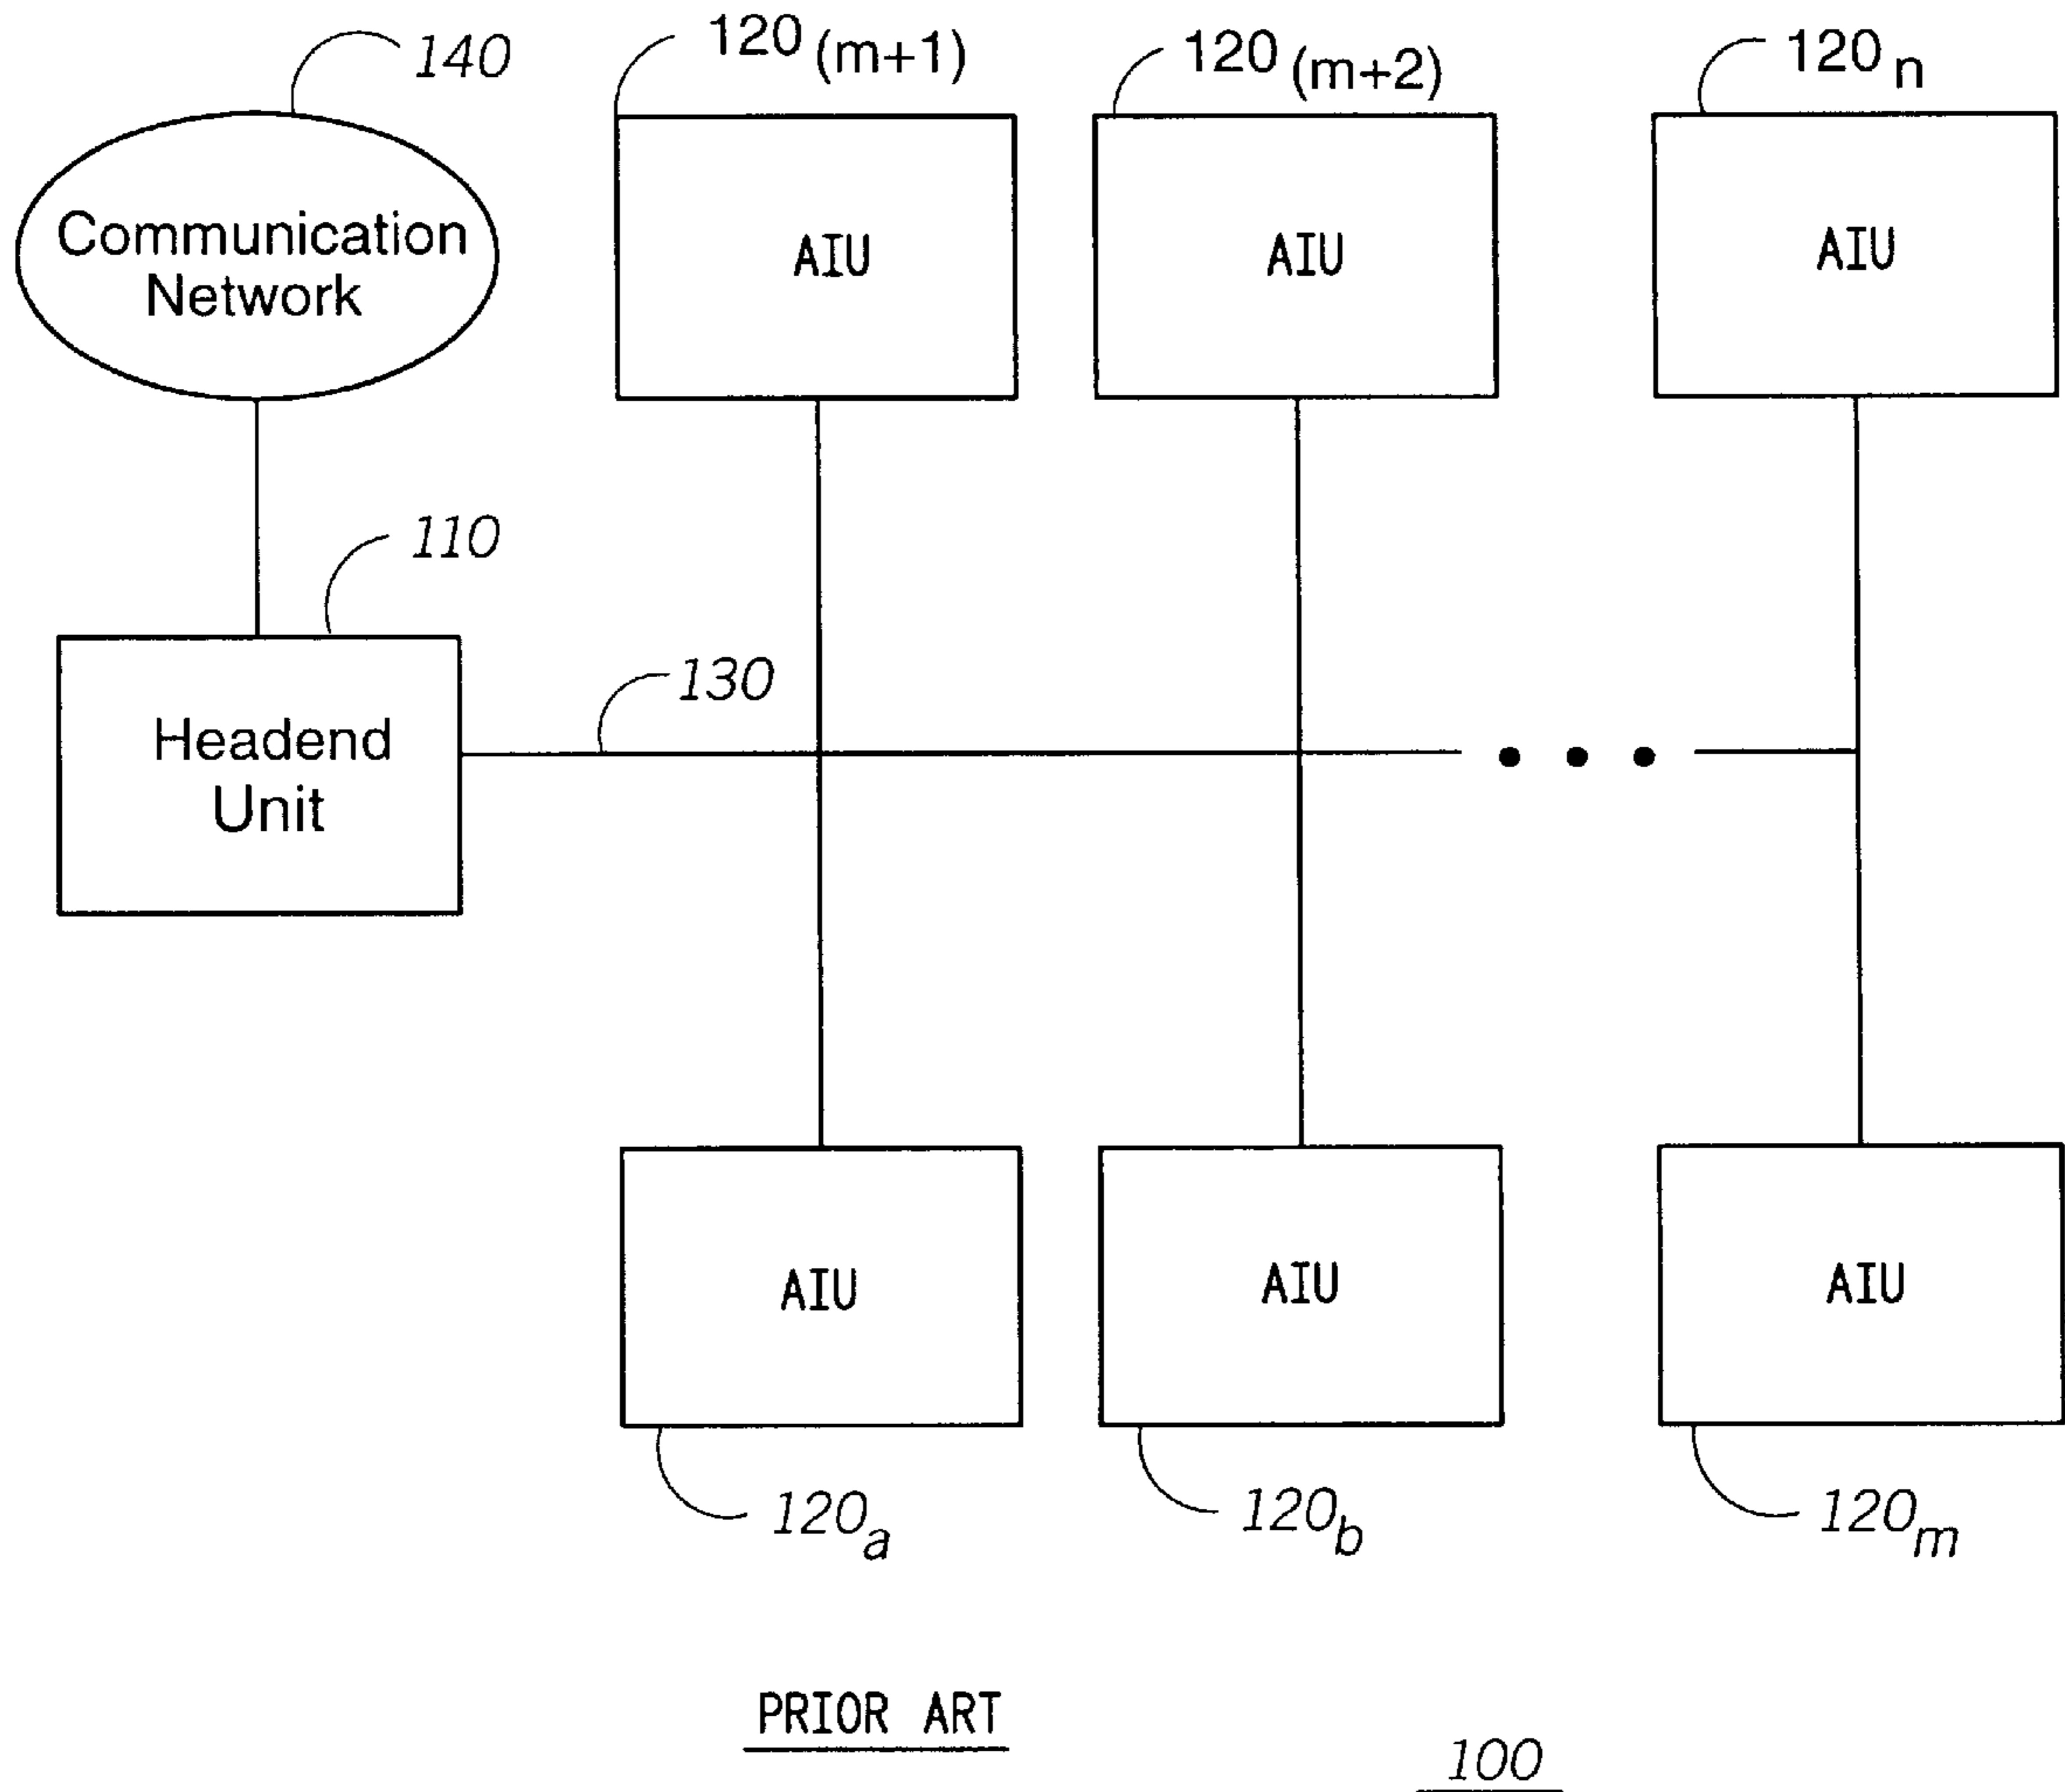 140
120 (m+1)
120 (m+2)
120 n
Communication
Network
AIU
AIU
AIU
110
130
Headend
Unit
AIU
AIU
AIU
120a
120b
120m
PRIOR ART
100